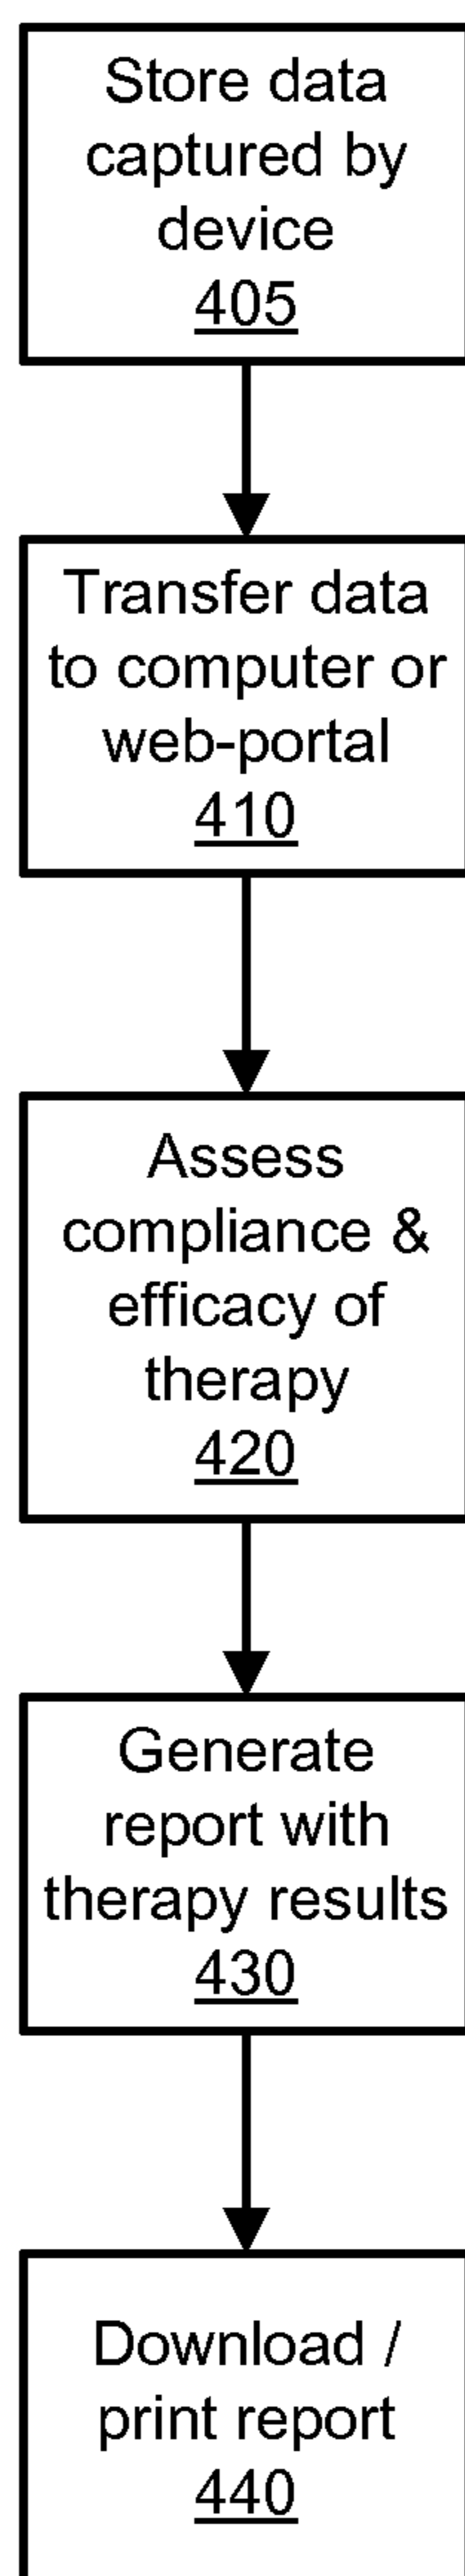 Store data
captured by
device
405
Transfer data
to computer or
web-portal
410
Assess
compliance &
efficacy of
therapy
420
Generate
report with
therapy results
430
Download /
print report
440